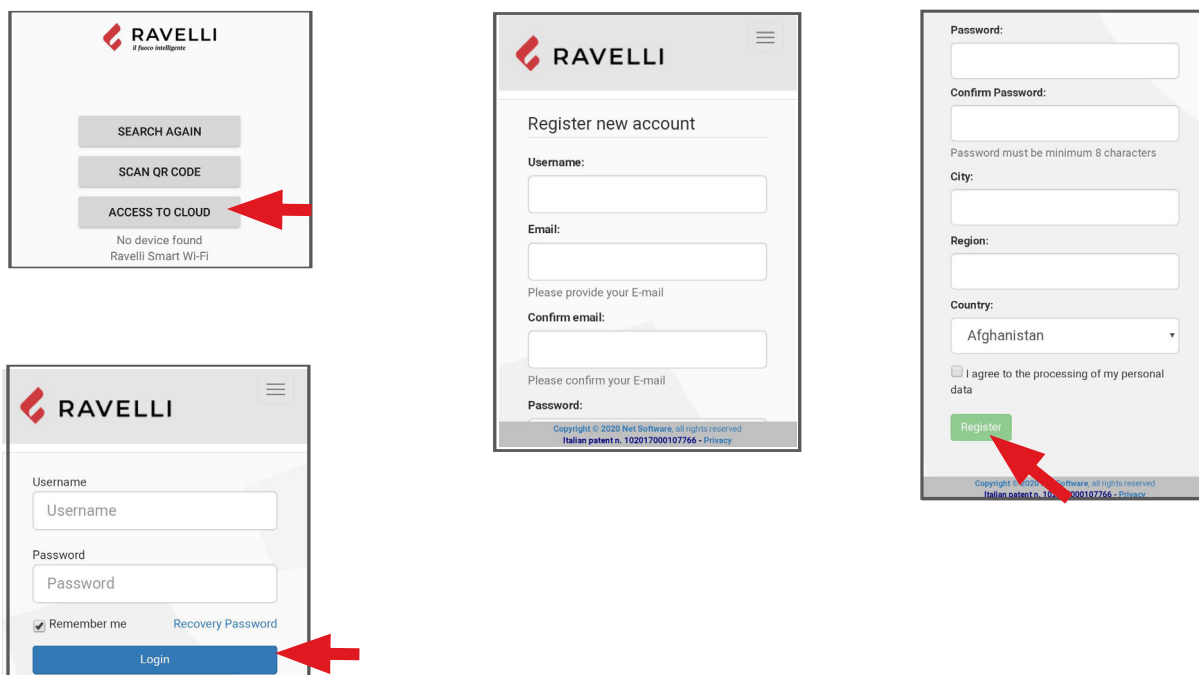 RAVELLI
il fuoco intelligente
SEARCH AGAIN
SCAN QR CODE
ACCESS TO CLOUD
No device found
Ravelli Smart Wi-Fi
RAVELLI
Username
Username
Password
Password
Remember me Recovery Password
Login
RAVELLI
Register new account
Username:
Email:
Please provide your E-mail
Confirm email:
Please confirm your E-mail
Password:
Copyright © 2020 Net Software, all rights reserved
Italian patent n. 102017000107766 - Privacy
Password:
Confirm Password:
Password must be minimum 8 characters
City:
Region:
Country:
Afghanistan
I agree to the processing of my personal
data
Register
Copyright © 2020 Software, all rights reserved
Italian patent n. 000107766 - Privacy